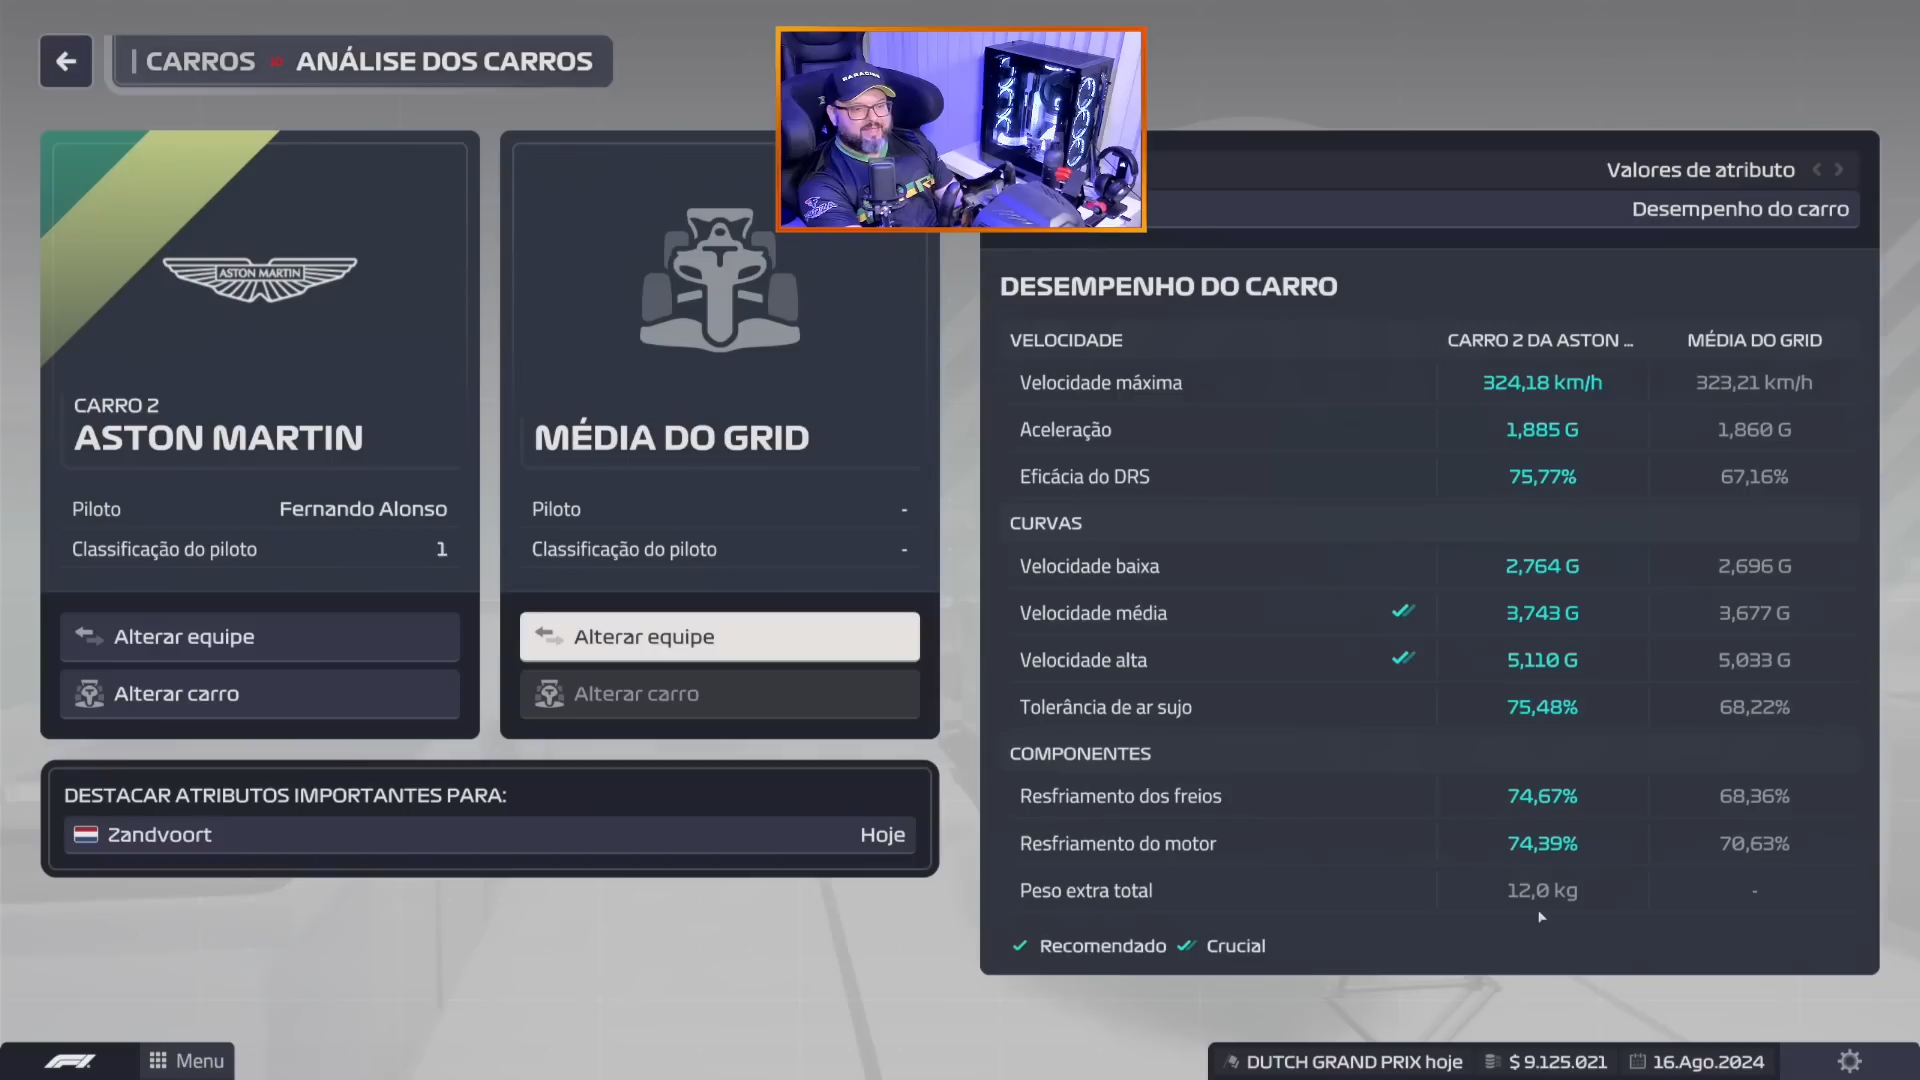 CARROS » ANÁLISE DOS CARROS
ASTON MARTIN
CARRO 2
ASTON MARTIN
Piloto Fernando Alonso
Classificação do piloto 1
Alterar equipe
Alterar carro
MÉDIA DO GRID
Piloto -
Classificação do piloto -
Alterar equipe
Alterar carro
DESTACAR ATRIBUTOS IMPORTANTES PARA:
Zandvoort Hoje
Valores de atributo
Desempenho do carro
DESEMPENHO DO CARRO
VELOCIDADE CARRO 2 DA ASTON ... MÉDIA DO GRID
Velocidade máxima 324,18 km/h 323,21 km/h
Aceleração 1,885 G 1,860 G
Eficácia do DRS 75,77% 67,16%
CURVAS
Velocidade baixa 2,764 G 2,696 G
Velocidade média 3,743 G 3,677 G
Velocidade alta 5,110 G 5,033 G
Tolerância de ar sujo 75,48% 68,22%
COMPONENTES
Resfriamento dos freios 74,67% 68,36%
Resfriamento do motor 74,39% 70,63%
Peso extra total 12,0 kg -
Recomendado Crucial
Menu
DUTCH GRAND PRIX hoje $ 9.125.021 16.Ago.2024